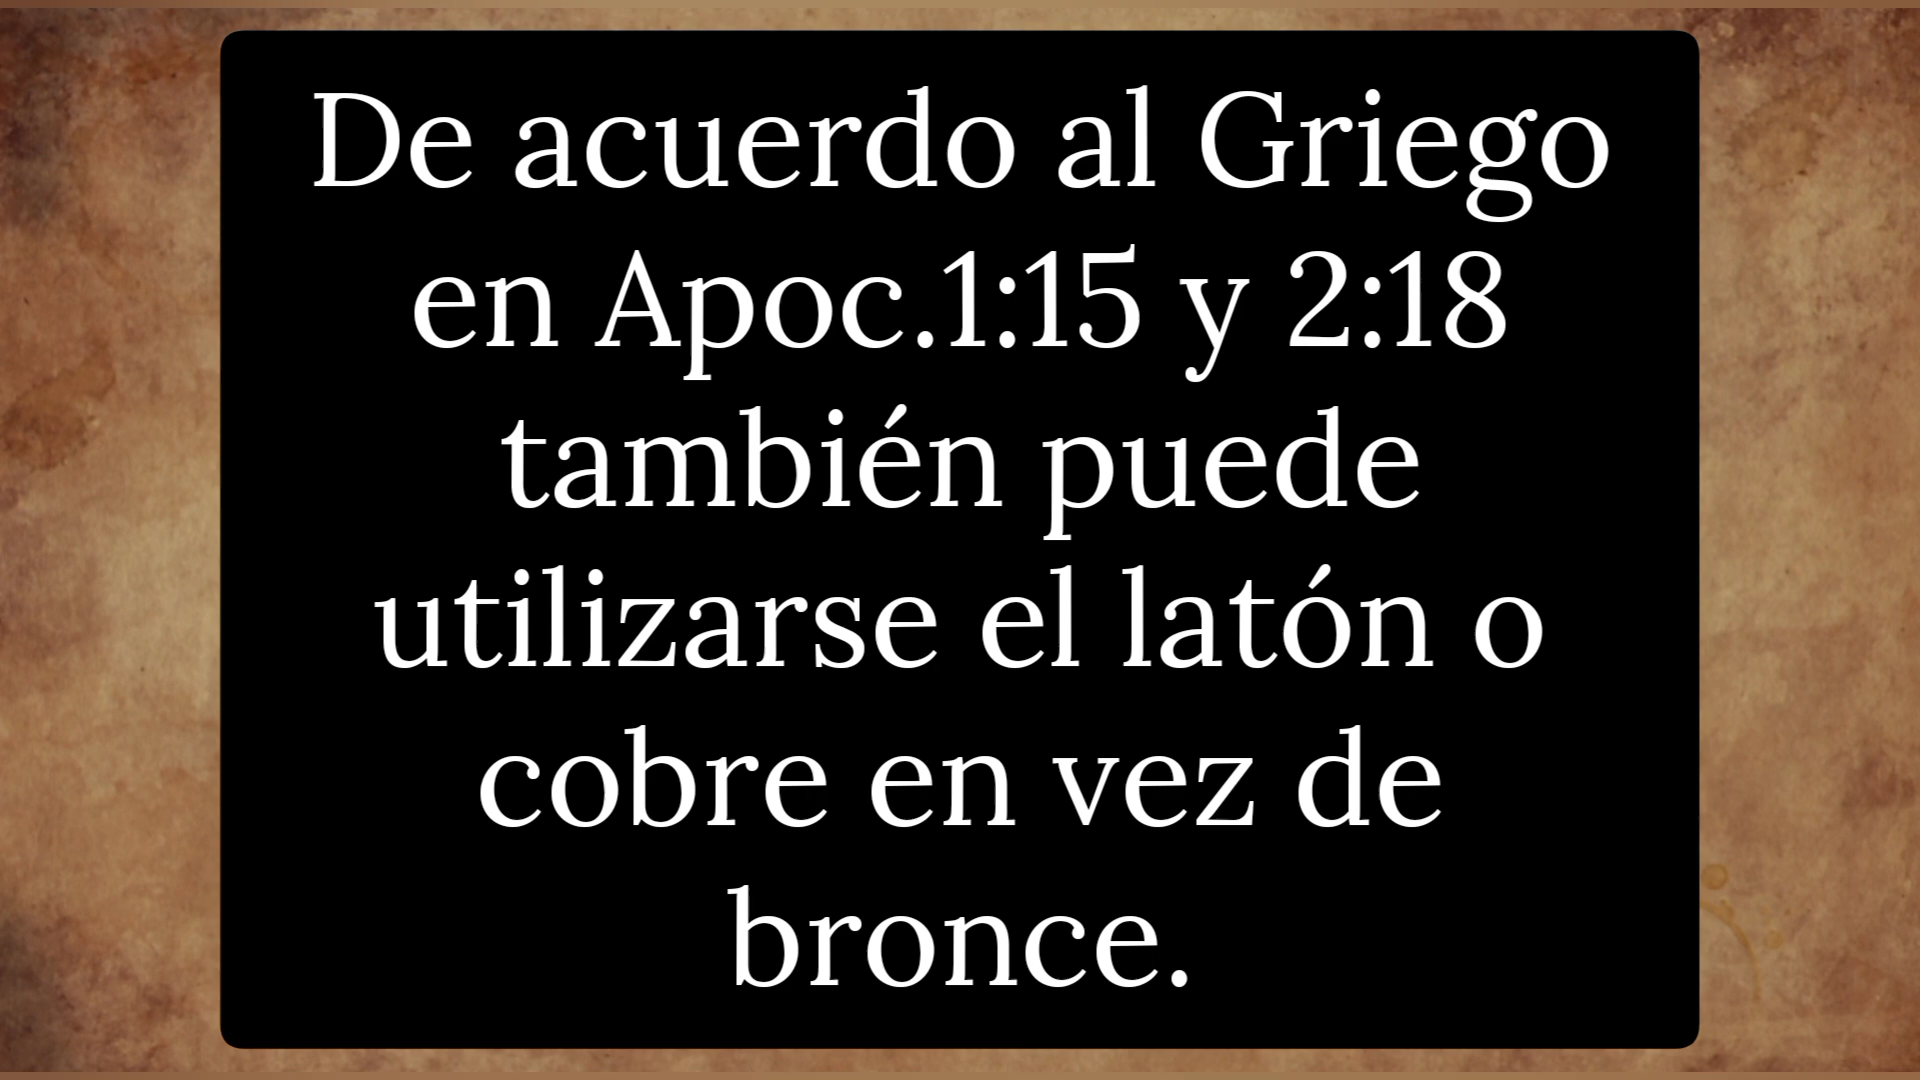 De acuerdo al Griego
en Apoc.1:15 y 2:18
también puede
utilizarse el latón o
cobre en vez de
bronce.